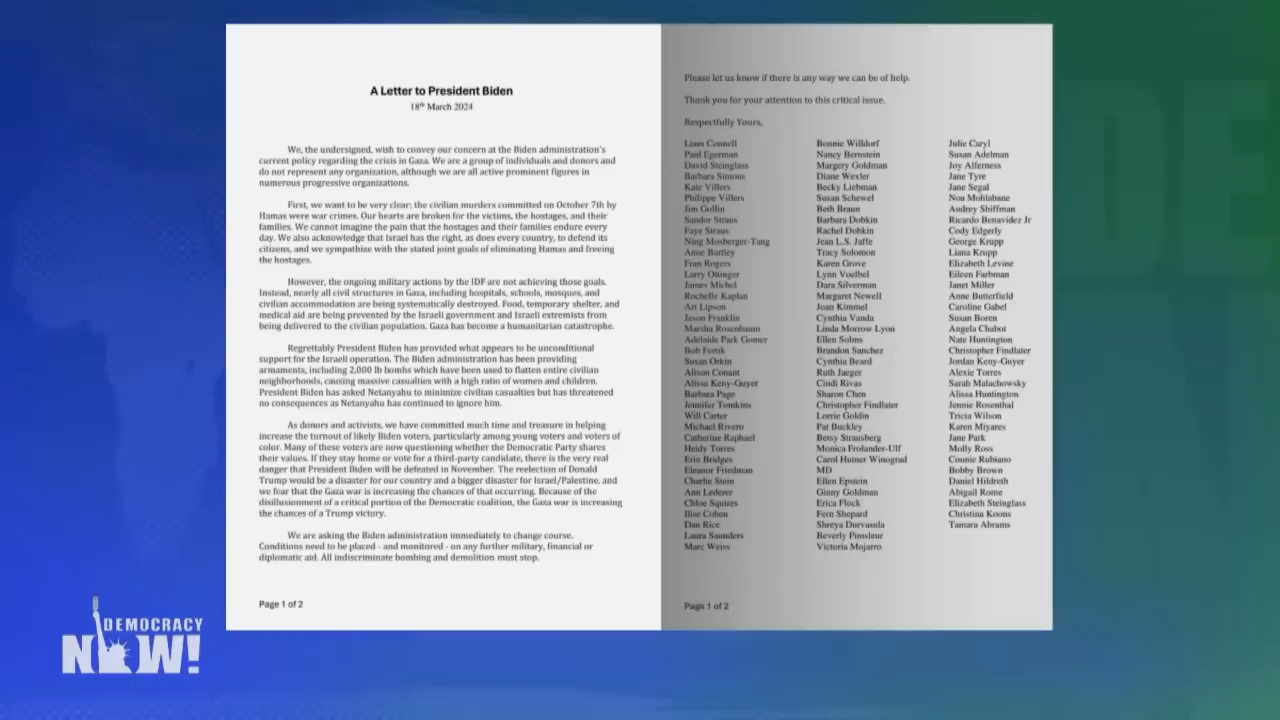 A Letter to President Biden
18th March 2024
We, the undersigned, wish to convey our concern at the Biden administration's
current policy regarding the crisis in Gaza. We are a group of individuals and donors and
do not represent any organization, although we are all active prominent figures in
numerous progressive organizations.
First, we want to be very clear; the civilian murders committed on October 7th by
Hamas were war crimes. Our hearts are broken for the victims, the hostages, and their
families. We cannot imagine the pain that the hostages and their families endure every
day. We also acknowledge that Israel has the right, as does every country, to defend its
citizens, and we sympathize with the stated joint goals of eliminating Hamas and freeing
the hostages.
However, the ongoing military actions by the IDF are not achieving those goals.
Instead, nearly all civil structures in Gaza, including hospitals, schools, mosques, and
civilian accommodation are being systematically destroyed. Food, temporary shelter, and
medical aid are being prevented by the Israeli government and Israeli extremists from
being delivered to the civilian population. Gaza has become a humanitarian catastrophe.
Regrettably President Biden has provided what appears to be unconditional
support for the Israeli operation. The Biden administration has been providing
armaments, including 2,000 lb bombs which have been used to flatten entire civilian
neighborhoods, causing massive casualties with a high ratio of women and children.
President Biden has asked Netanyahu to minimize civilian casualties but has threatened
no consequences as Netanyahu has continued to ignore him.
As donors and activists, we have committed much time and treasure in helping
increase the turnout of likely Biden voters, particularly among young voters and voters of
color. Many of these voters are now questioning whether the Democratic Party shares
their values. If they stay home or vote for a third-party candidate, there is the very real
danger that President Biden will be defeated in November. The reelection of Donald
Trump would be a disaster for our country and a bigger disaster for Israel/Palestine, and
we fear that the Gaza war is increasing the chances of that occurring. Because of the
disillusionment of a critical portion of the Democratic coalition, the Gaza war is increasing
the chances of a Trump victory.
We are asking the Biden administration immediately to change course.
Conditions need to be placed - and monitored - on any further military, financial or
diplomatic aid. All indiscriminate bombing and demolition must stop.
Page 1 of 2
Please let us know if there is any way we can be of help.
Thank you for your attention to this critical issue.
Respectfully Yours,
Liam Connell
Paul Egerman
David Steinglass
Barbara Simons
Kate Villers
Philippe Villers
Jim Gollin
Sandor Straus
Faye Straus
Ning Mosberger-Tang
Anne Bartley
Fran Rogers
Larry Ottinger
James Michel
Rochelle Kaplan
Art Lipson
Jason Franklin
Marsha Rosenbaum
Adelaide Park Gomer
Bob Fertik
Susan Orkin
Alison Conant
Alissa Keny-Guyer
Barbara Page
Jennifer Tomkins
Will Carter
Michael Rivero
Catherine Raphael
Heidy Torres
Erin Bridges
Eleanor Friedman
Charlie Stein
Ann Lederer
Chloe Squires
Ilise Cohen
Dan Rice
Laura Saunders
Marc Weiss
Bonnie Willdorf
Nancy Bernstein
Margery Goldman
Diane Wexler
Becky Liebman
Susan Schewel
Beth Braun
Barbara Dobkin
Rachel Dobkin
Jean L.S. Jaffe
Tracy Solomon
Karen Grove
Lynn Voelbel
Dara Silverman
Margaret Newell
Joan Kimmel
Cynthia Vanda
Linda Morrow Lyon
Ellen Solms
Brandon Sanchez
Cynthia Beard
Ruth Jaeger
Cindi Rivas
Sharon Chen
Christopher Findlater
Lorrie Goldin
Pat Buckley
Betsy Strausberg
Monica Frolander-Ulf
Carol Hutner Winograd
MD
Ellen Epstein
Ginny Goldman
Erica Flock
Fern Shepard
Shreya Durvasula
Beverly Pimsleur
Victoria Mojarro
Julie Caryl
Susan Adelman
Joy Alferness
Jane Tyre
Jane Segal
Nou Mohlabane
Audrey Shiffman
Ricardo Benavidez Jr
Cody Edgerly
George Krupp
Liana Krupp
Elizabeth Levine
Eileen Farbman
Janet Miller
Anne Butterfield
Caroline Gabel
Susan Boren
Angela Chabot
Nate Huntington
Christopher Findlater
Jordan Keny-Guyer
Alexie Torres
Sarah Malachowsky
Alissa Huntington
Jennie Rosenthal
Tricia Wilson
Karen Miyares
Jane Park
Molly Ross
Connie Rubiano
Bobby Brown
Daniel Hildreth
Abigail Rome
Elizabeth Steinglass
Christina Koons
Tamara Abrams
Page 1 of 2
DEMOCRACY
NOW!